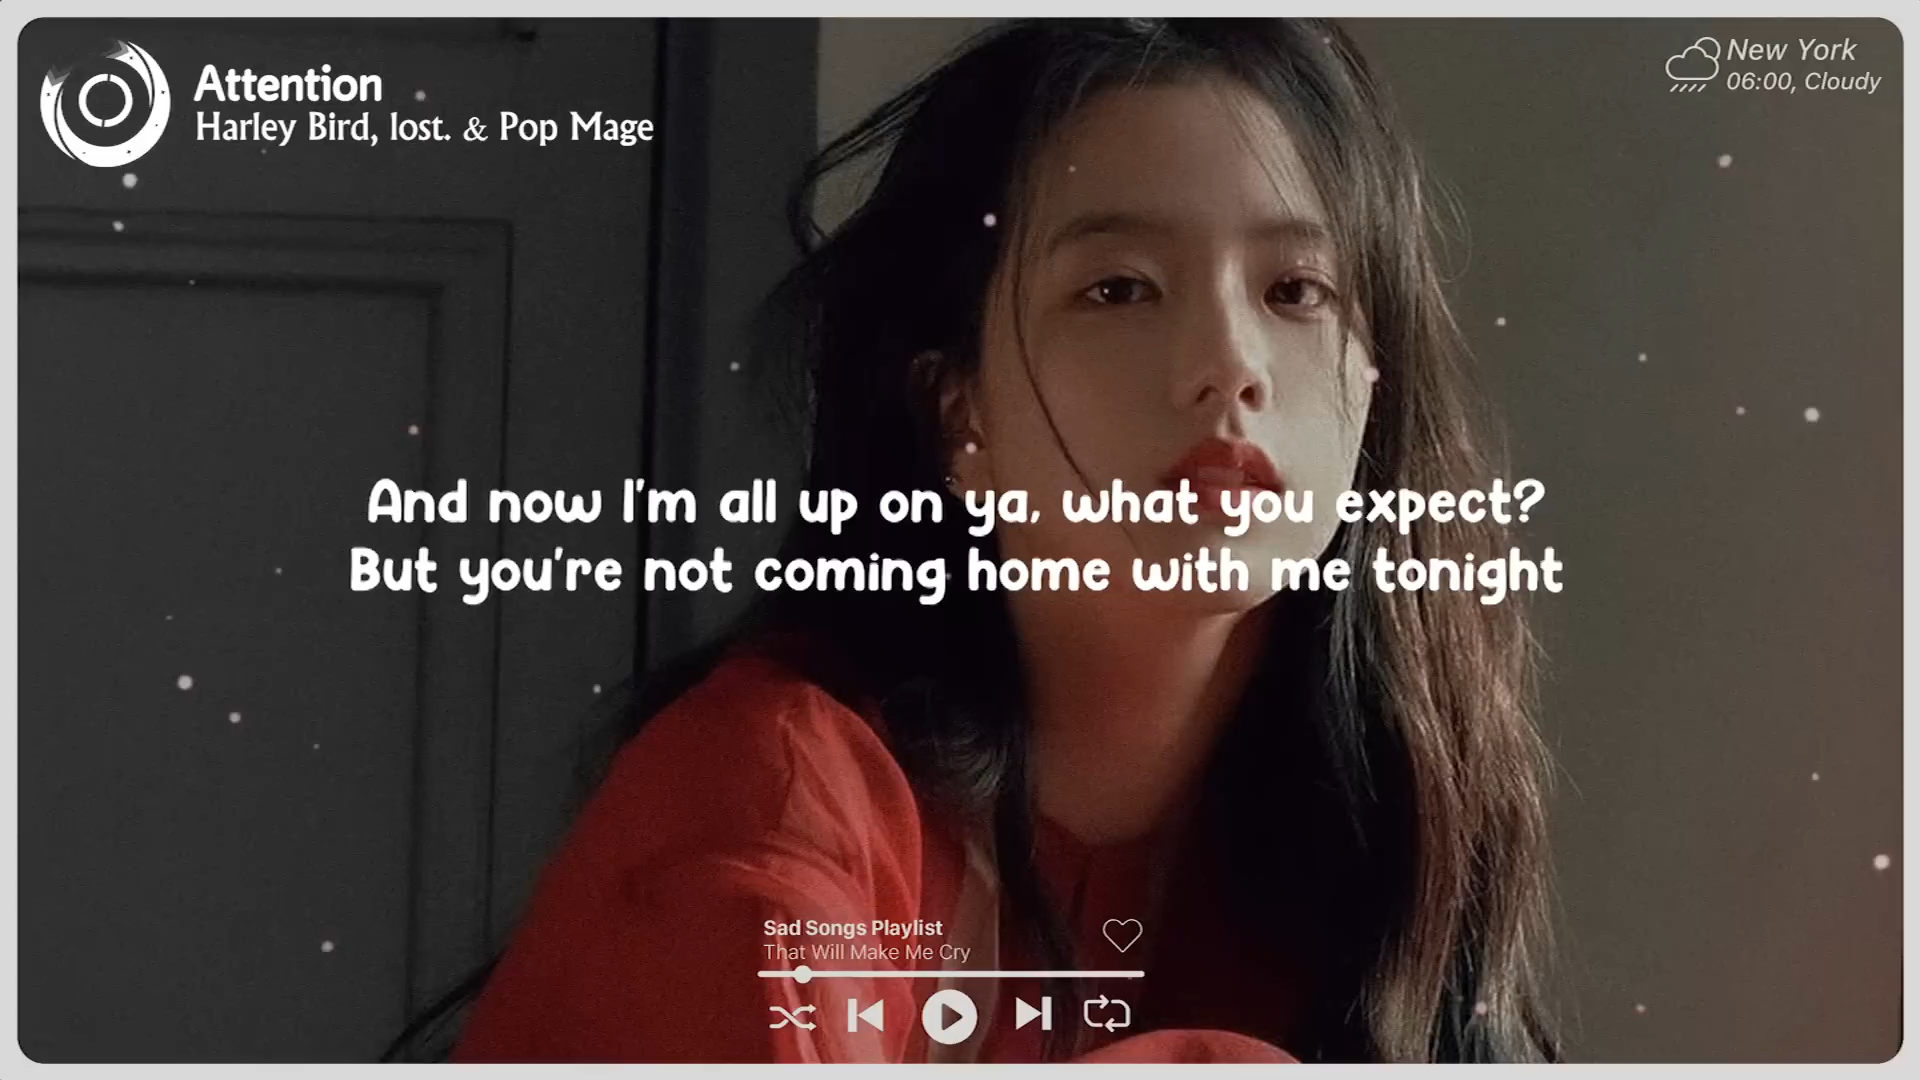 Attention
Harley Bird, lost. & Pop Mage
New York
06:00, Cloudy
And now I'm all up on ya, what you expect?
But you're not coming home with me tonight
Sad Songs Playlist
That Will Make Me Cry